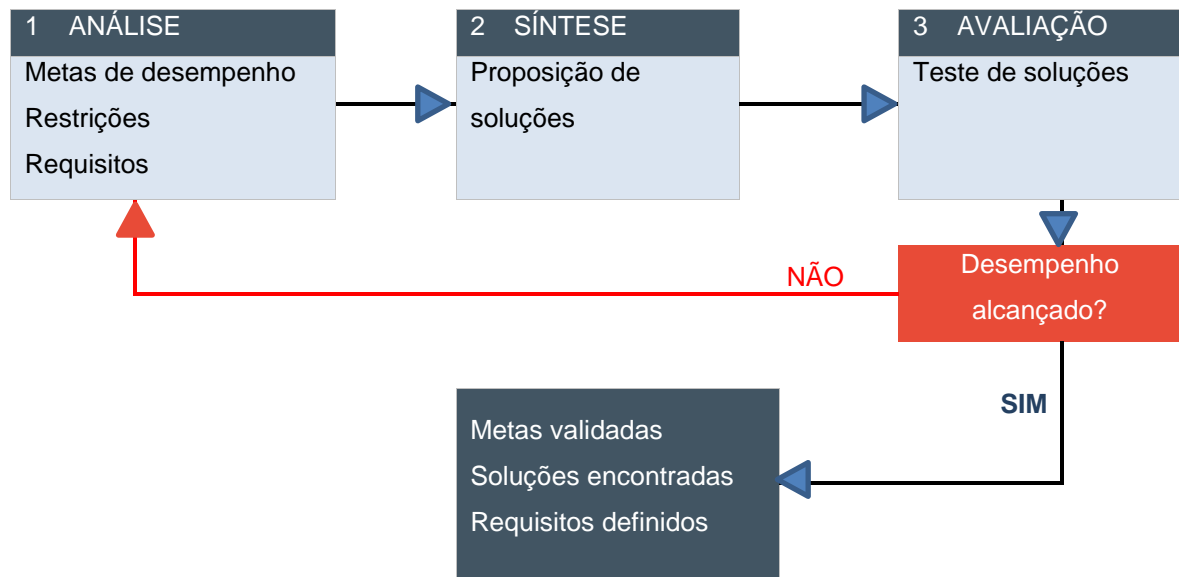 1 ANÁLISE
Metas de desempenho
Restrições
Requisitos
2 SÍNTESE
Proposição de
soluções
3 AVALIAÇÃO
Teste de soluções
Desempenho
alcançado?
NÃO
SIM
Metas validadas
Soluções encontradas
Requisitos definidos